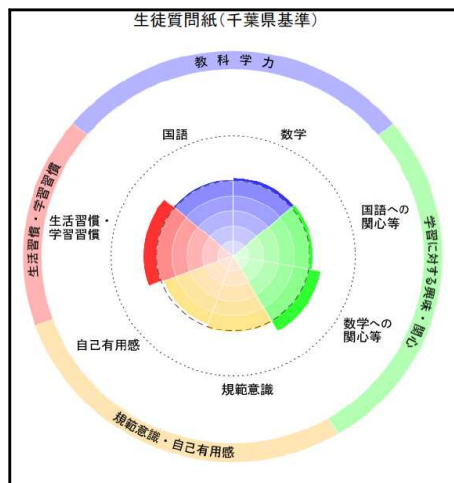 生徒質問紙(千葉県基準)
教科学力
国語
数学
生活習慣・学習習慣
生活習慣・
学習習慣
国語への
関心等
学習に対する興味・関心
数学への
関心等
自己有用感
規範意識
規範意識・自己有用感